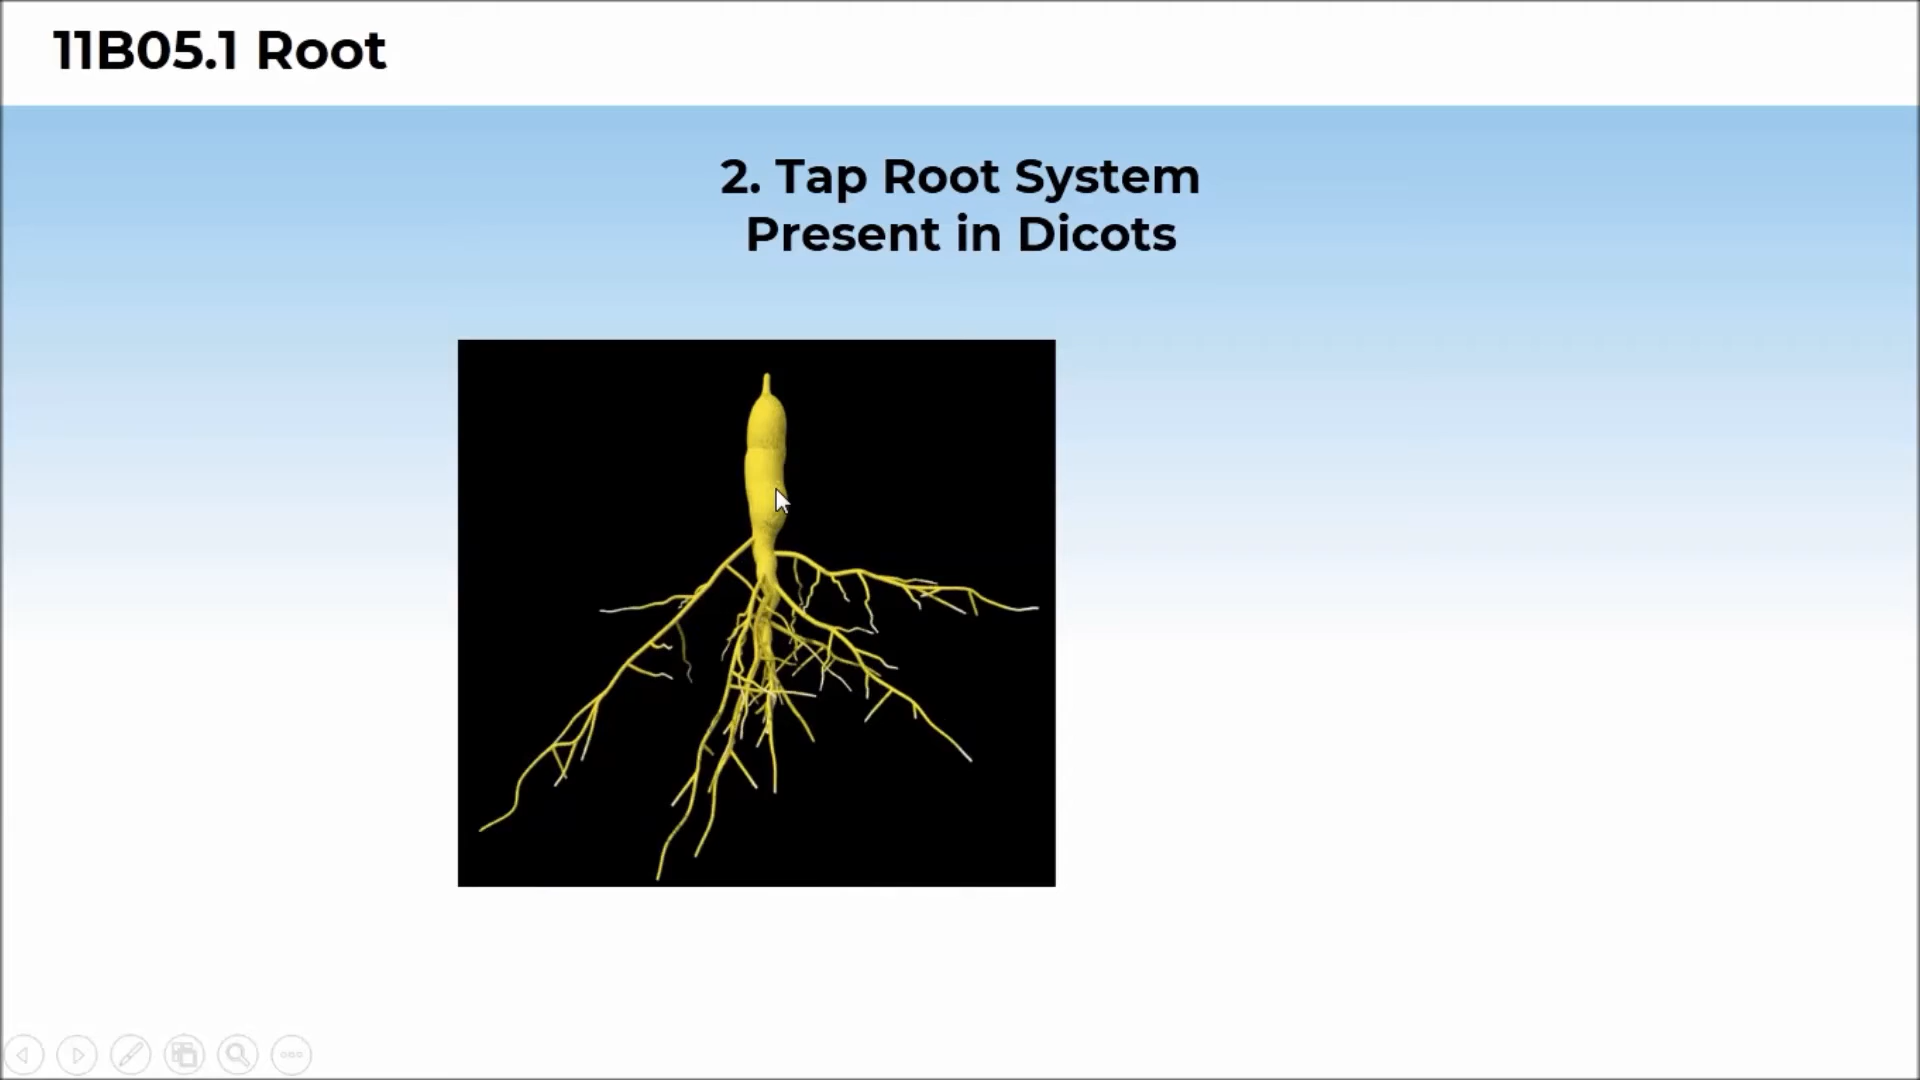 11B05.1 Root
2. Tap Root System
Present in Dicots